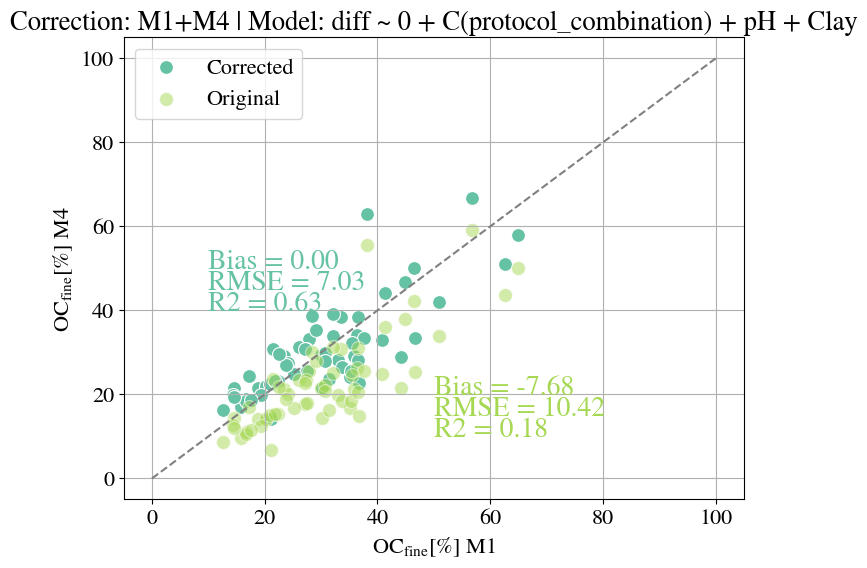 Correction: M1+M4 | Model: diff ~ 0 + C(protocol_combination) + pH + Clay
Corrected
Original
100
80
60
40
20
0
OC_fine[%] M4
Bias = 0.00
RMSE = 7.03
R2 = 0.63
Bias = -7.68
RMSE = 10.42
R2 = 0.18
0 20 40 60 80 100
OC_fine[%] M1